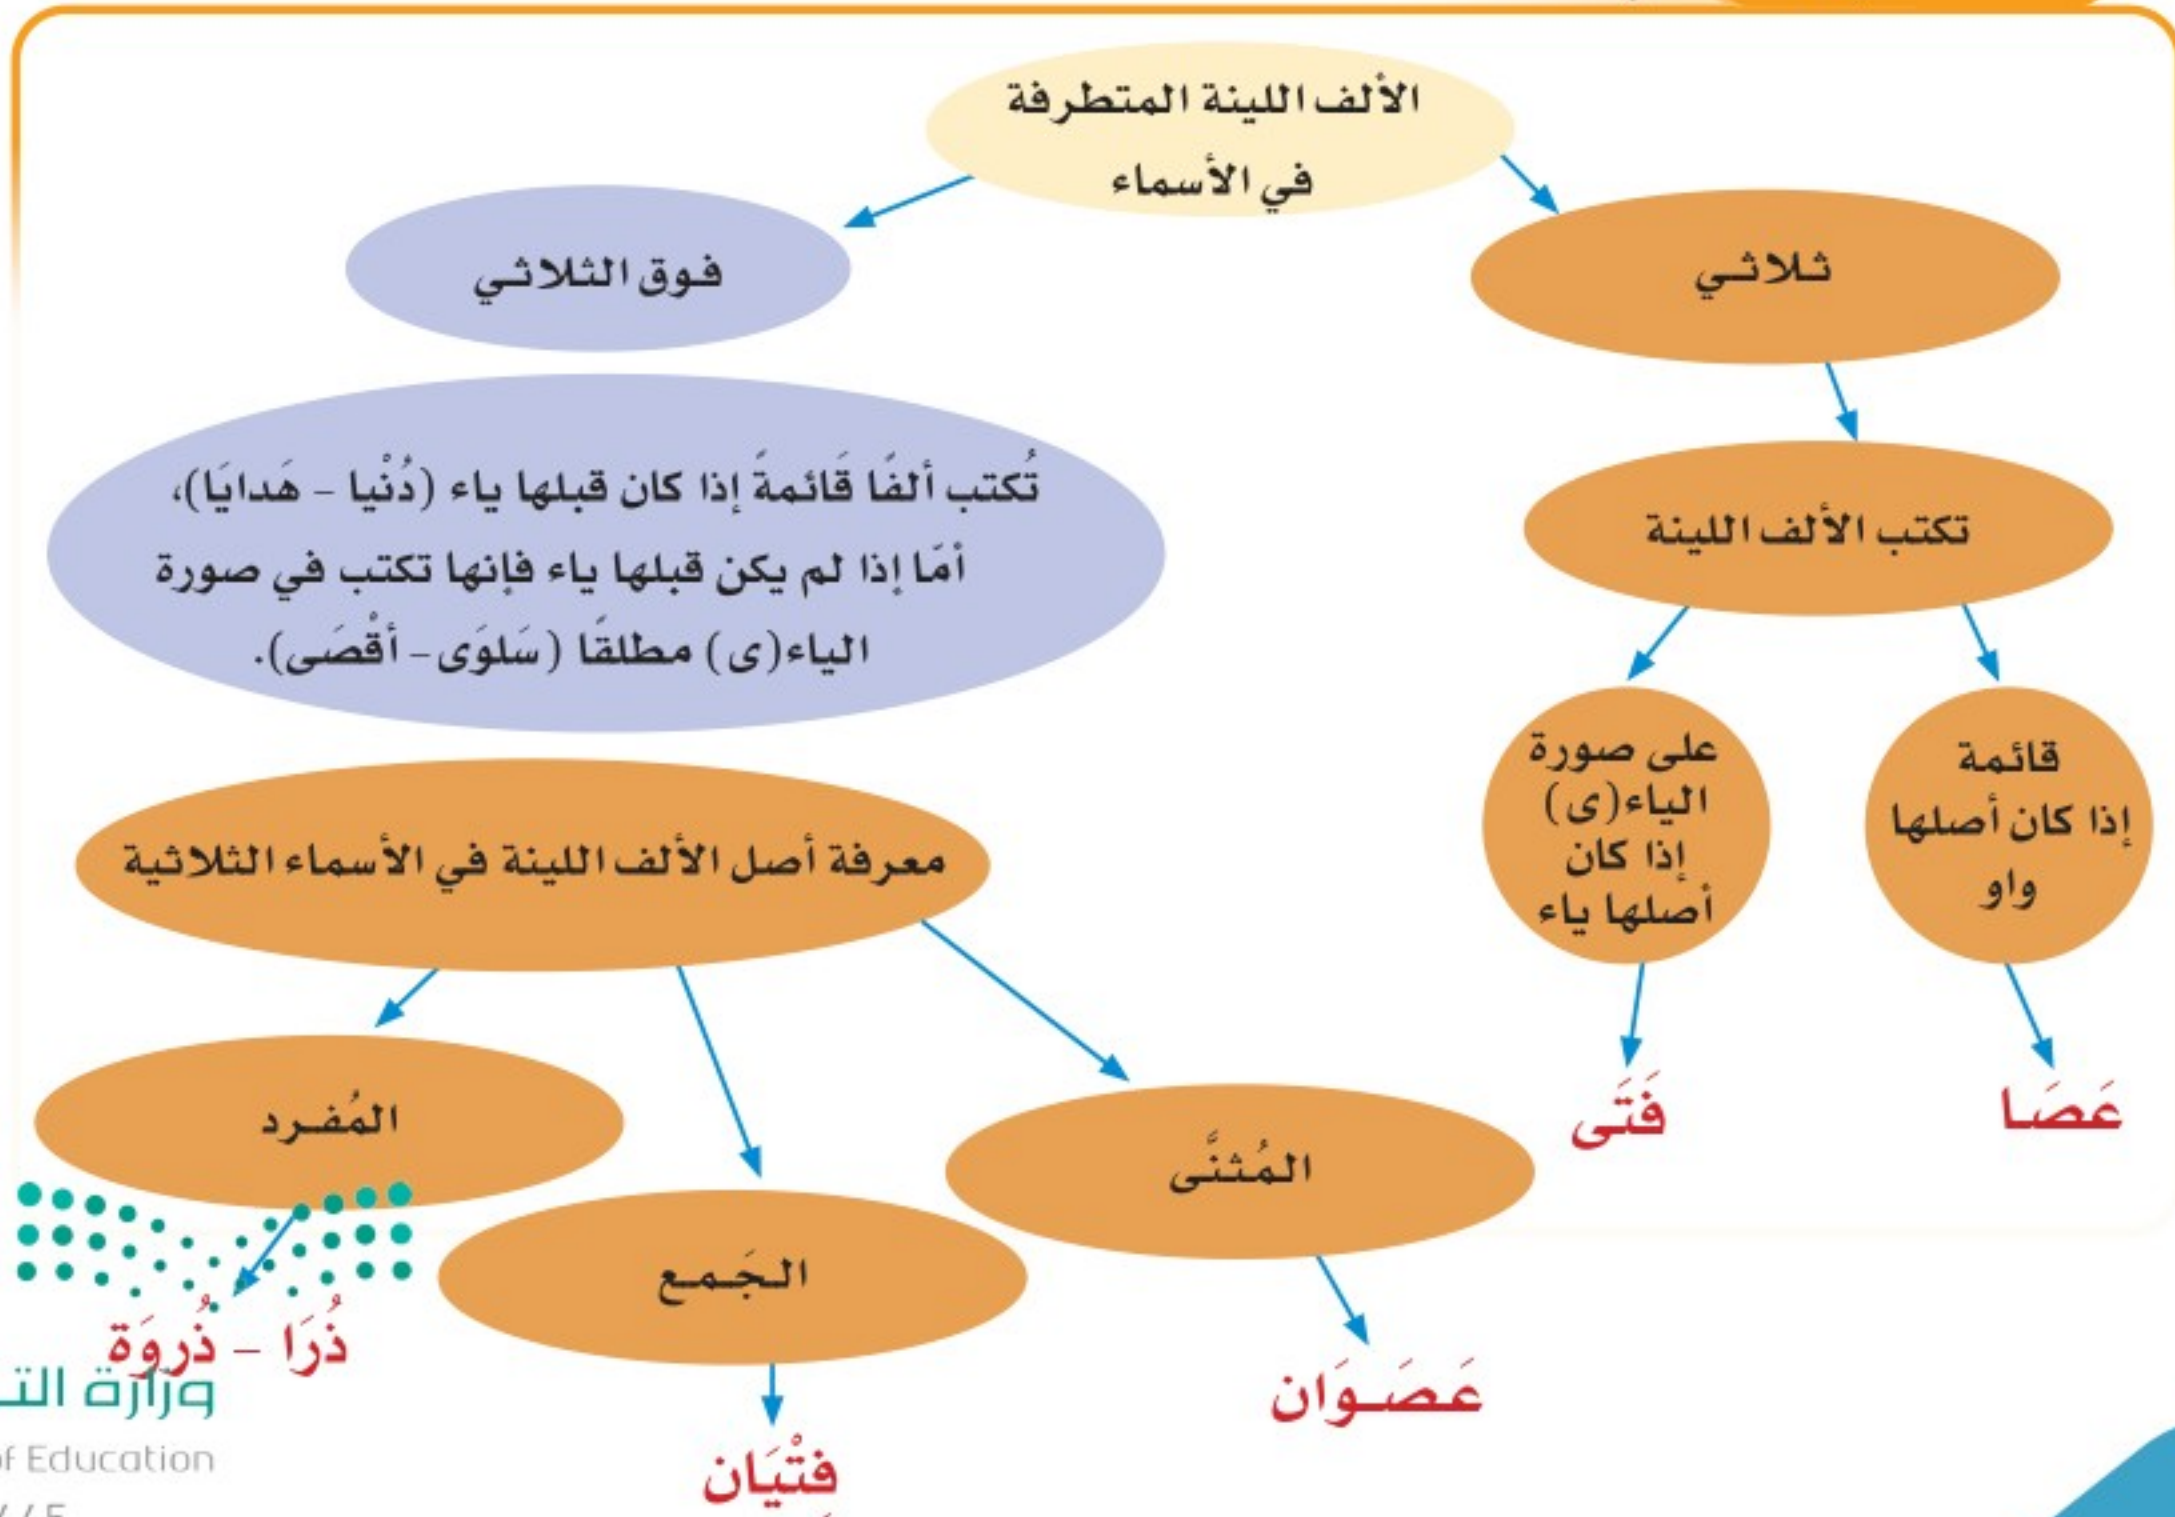 الألف اللينة المتطرفة
في الأسماء
ثلاثي
فوق الثلاثي
تكتب الألف اللينة
تُكتب ألفًا قَائمةً إذا كان قبلها ياء (دُنْيا - هَدايَا)،
أمّا إذا لم يكن قبلها ياء فإنها تكتب في صورة
الياء(ى) مطلقًا (سَلوَى- أقْصَى).
قائمة
إذا كان أصلها
واو
على صورة
الياء(ى)
إذا كان
أصلها ياء
عَصَا
فَتَى
معرفة أصل الألف اللينة في الأسماء الثلاثية
المُثنَّى
الجَمع
المُفرد
عَصَوَان
فِتْيَان
ذُرَا - ذُروَة
وزارة
of Education